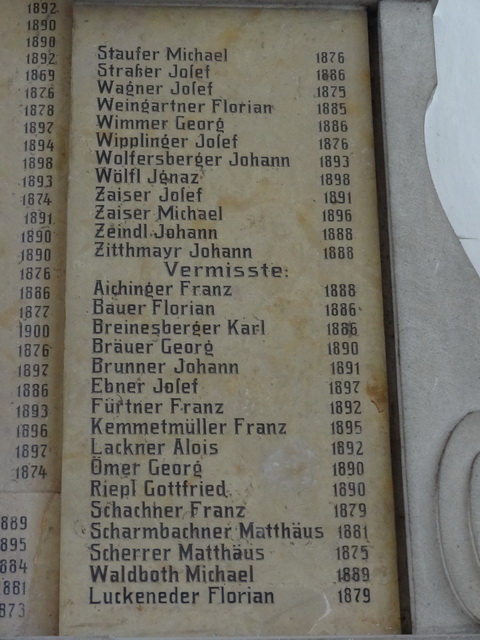 1892
1890
1890
1892
1869
1876
1878
1897
1894
1898
1893
1874
1891
1890
1890
1876
1886
1877
1900
1876
1897
1886
1893
1896
1897
1874
889
895
884
881
873
Staufer Michael 1876
Straßer Josef 1886
Wagner Josef 1875
Weingartner Florian 1885
Wimmer Georg 1886
Wipplinger Josef 1876
Wolfersberger Johann 1893
Wölfl Ignaz 1898
Zaiser Josef 1891
Zaiser Michael 1896
Zeindl Johann 1888
Zitthmayr Johann 1888
Vermisste:
Aichinger Franz 1888
Bauer Florian 1886
Breinesberger Karl 1886
Bräuer Georg 1890
Brunner Johann 1891
Ebner Josef 1897
Fürtner Franz 1892
Kemmetmüller Franz 1895
Lackner Alois 1892
Ömer Georg 1890
Riepl Gottfried 1890
Schachner Franz 1879
Scharmbachner Matthäus 1881
Scherrer Matthäus 1875
Waldboth Michael 1889
Luckeneder Florian 1879